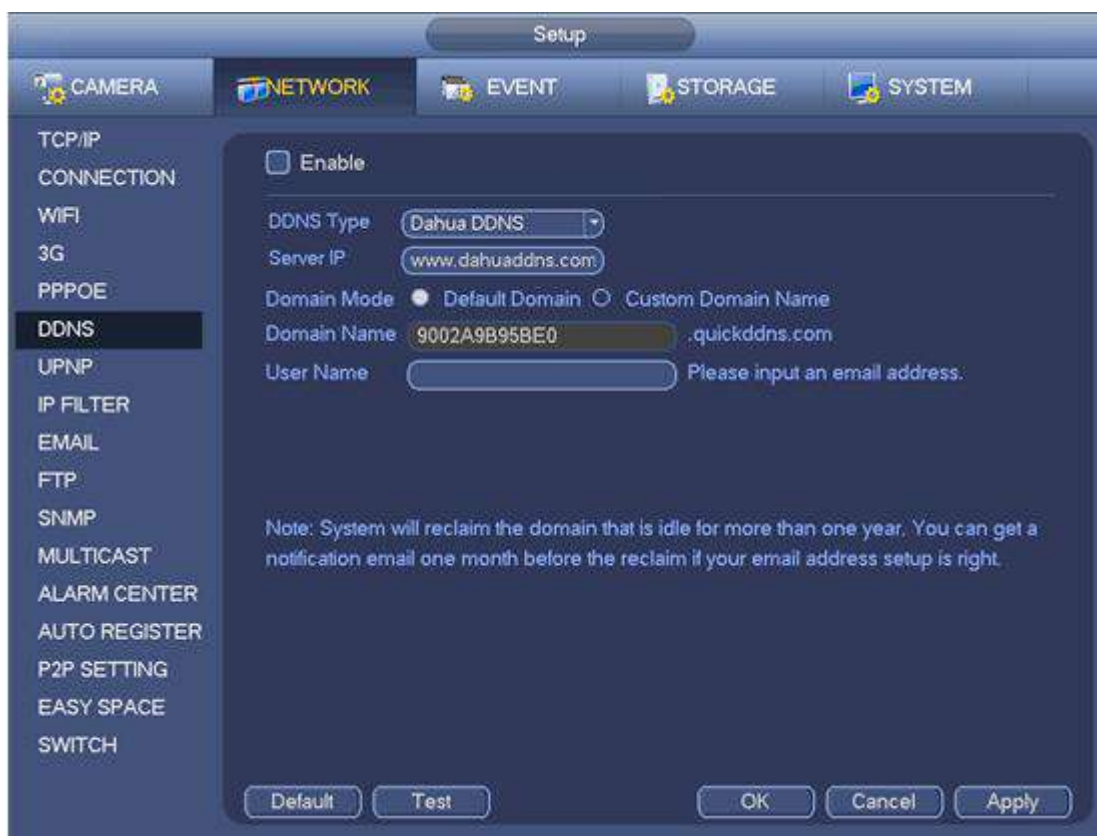 Setup
CAMERA NETWORK EVENT STORAGE SYSTEM
TCP/IP
CONNECTION
WIFI
3G
PPPOE
DDNS
UPNP
IP FILTER
EMAIL
FTP
SNMP
MULTICAST
ALARM CENTER
AUTO REGISTER
P2P SETTING
EASY SPACE
SWITCH
Enable
DDNS Type Dahua DDNS
Server IP www.dahuaddns.com
Domain Mode Default Domain Custom Domain Name
Domain Name 9002A9B95BE0 .quickddns.com
User Name Please input an email address.
Note: System will reclaim the domain that is idle for more than one year. You can get a
notification email one month before the reclaim if your email address setup is right.
Default Test OK Cancel Apply